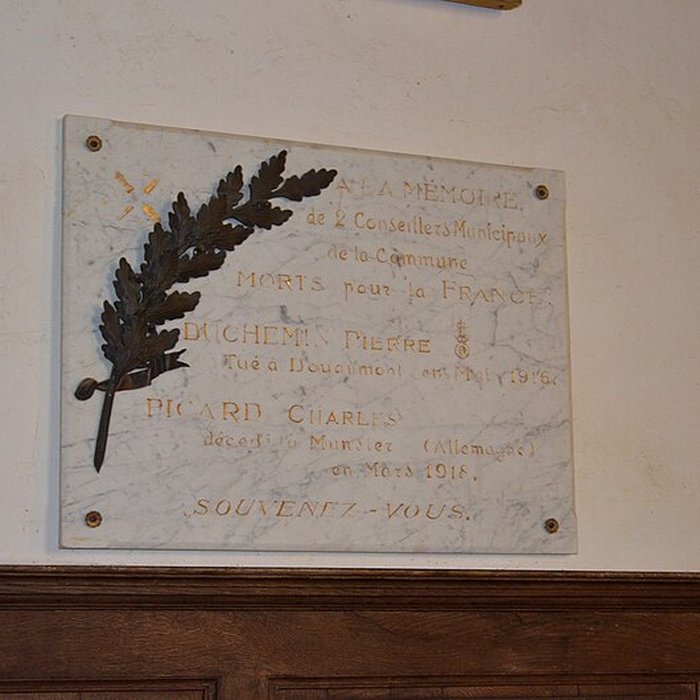 A LA MÉMOIRE
de 2 Conseillers Municipaux
de la Commune
MORTS pour la FRANCE.
DUCHEMIN PIERRE
Tué à Douaumont en Mai 1916.
PICARD CHARLES
décédé à Munster (Allemagne)
en Mars 1918.
SOUVENEZ-VOUS.